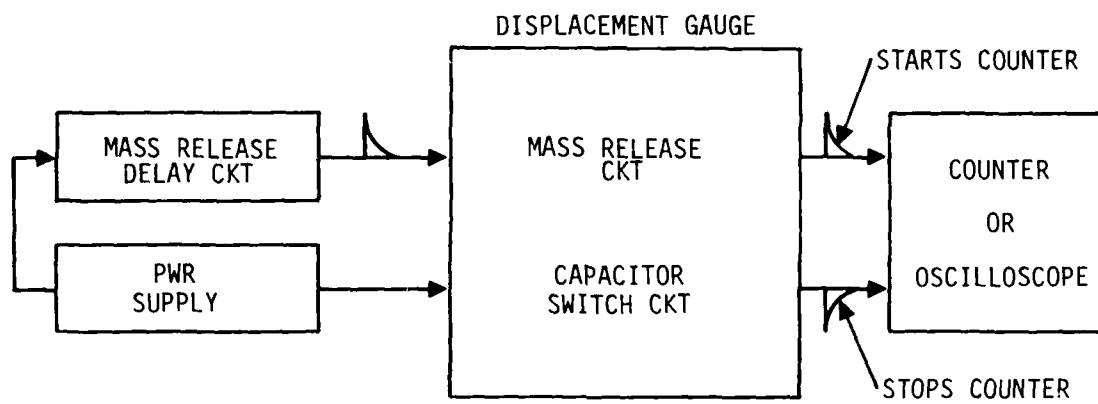 DISPLACEMENT GAUGE
STARTS COUNTER
MASS RELEASE
DELAY CKT
MASS RELEASE
CKT
COUNTER
OR
OSCILLOSCOPE
PWR
SUPPLY
CAPACITOR
SWITCH CKT
STOPS COUNTER